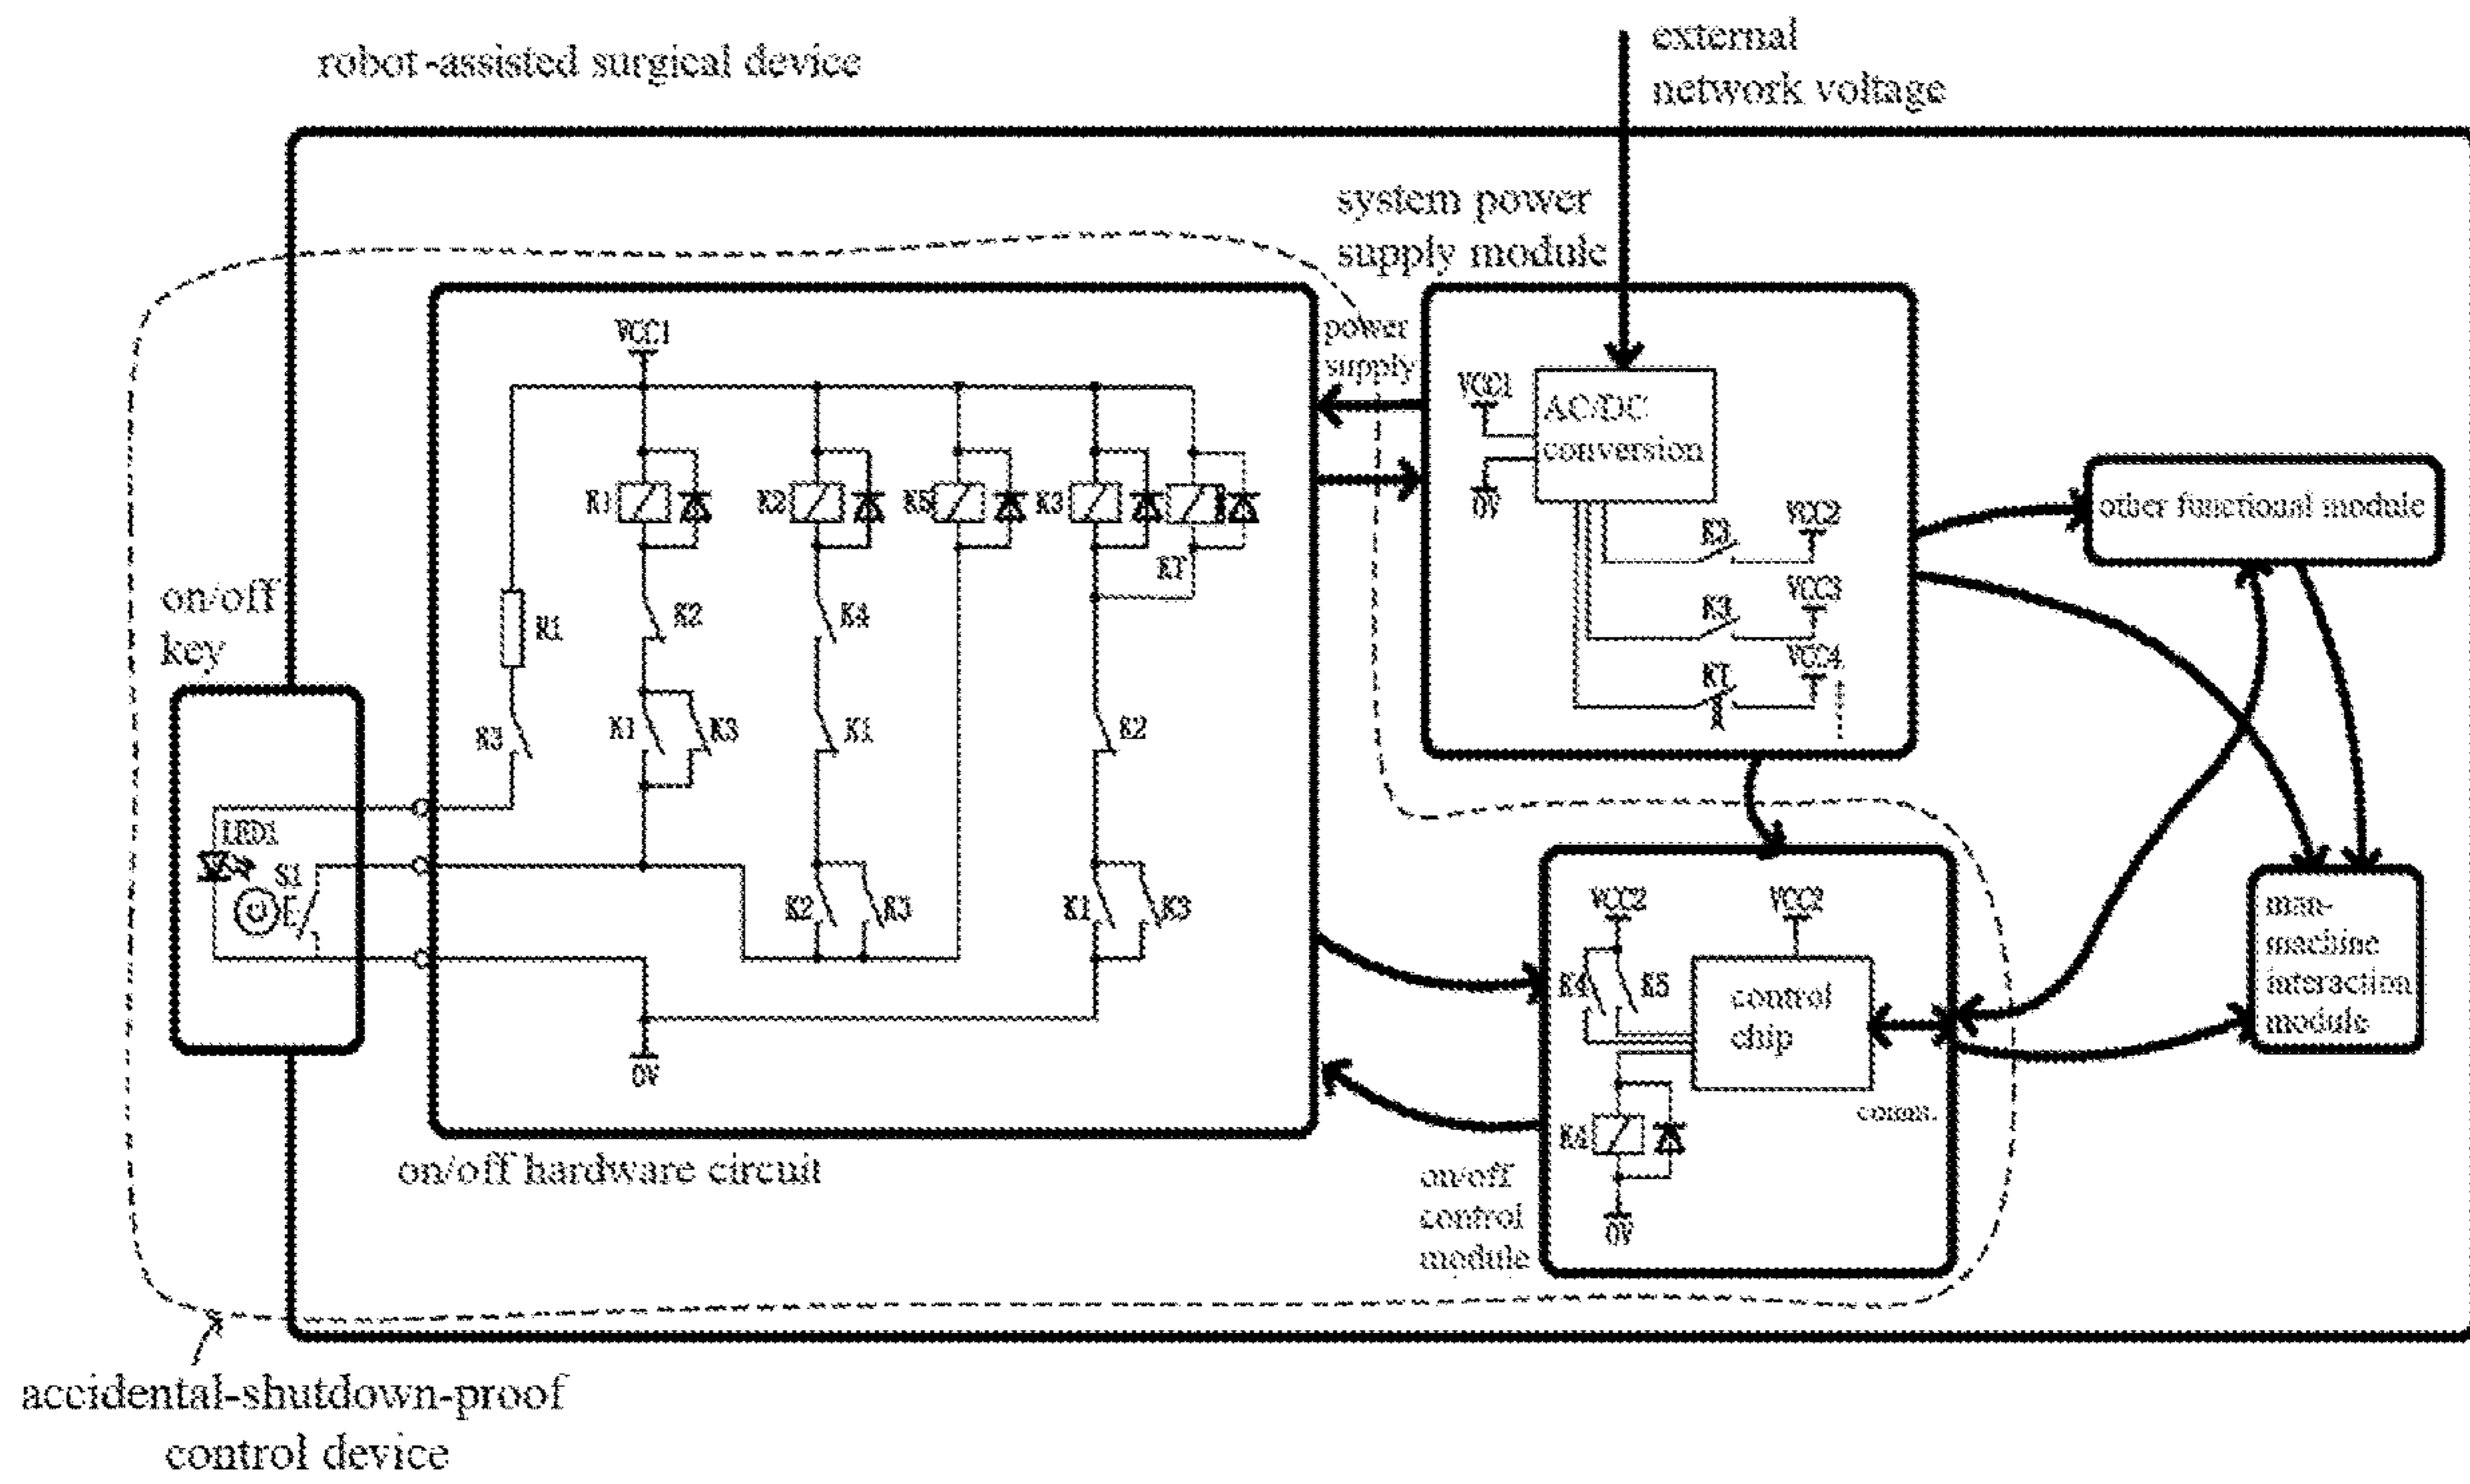 robot-assisted surgical device
external
network voltage
system power
supply module
on/off
key
LED1
S1
E
VCC1
K1
K2
K5
K3
KT
R1
K2
K4
K3
K1
K3
K1
K2
K2
K3
K1
K3
0V
on/off hardware circuit
power
supply
VCC1
AC/DC
conversion
0V
K3
VCC2
K3
VCC3
KT
VCC4
other functional module
VCC2
VCC2
K4
K5
control
chip
comm.
K4
0V
on/off
control
module
man-
machine
interaction
module
accidental-shutdown-proof
control device